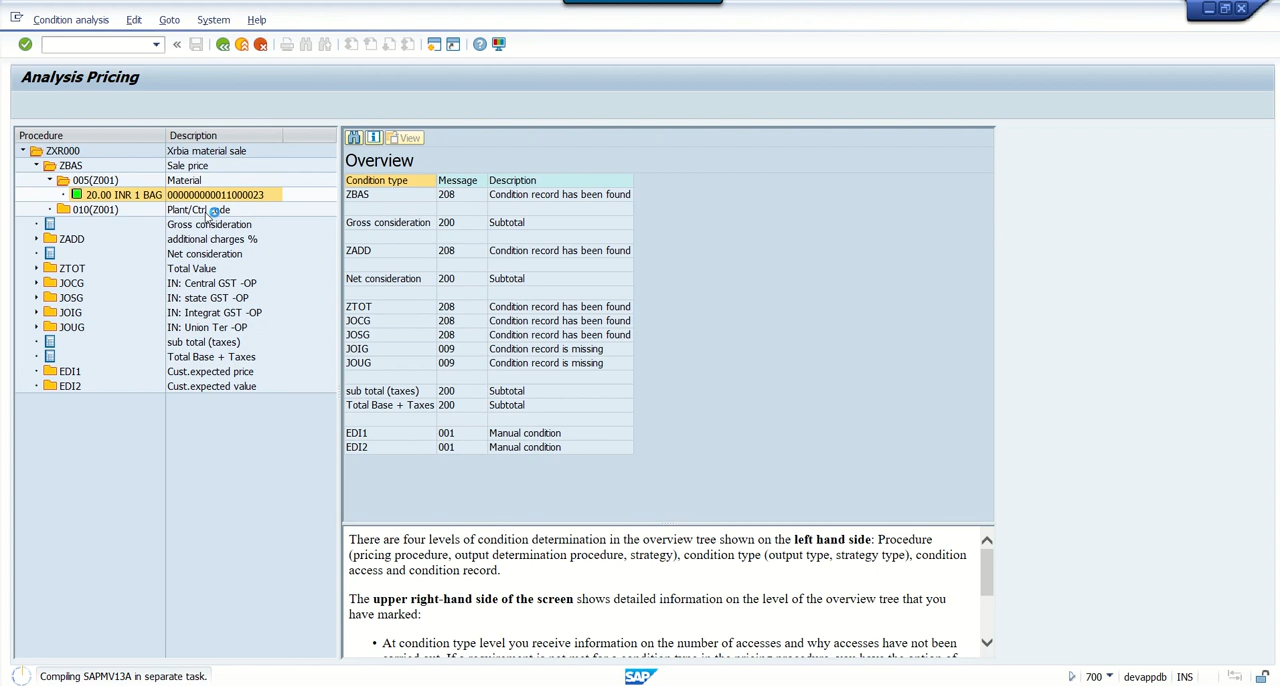 Condition analysis Edit Goto System Help
Analysis Pricing
Procedure Description
ZXR000 Xrbia material sale
ZBAS Sale price
005(Z001) Material
20.00 INR 1 BAG 000000000011000023
010(Z001) Plant/Ctrl
Gross consideration
ZADD additional charges %
Net consideration
ZTOT Total Value
JOCG IN: Central GST -OP
JOSG IN: state GST -OP
JOIG IN: Integrat GST -OP
JOUG IN: Union Ter -OP
sub total (taxes)
Total Base + Taxes
EDI1 Cust.expected price
EDI2 Cust.expected value
View
Overview
Condition type Message Description
ZBAS 208 Condition record has been found
Gross consideration 200 Subtotal
ZADD 208 Condition record has been found
Net consideration 200 Subtotal
ZTOT 208 Condition record has been found
JOCG 208 Condition record has been found
JOSG 208 Condition record has been found
JOIG 009 Condition record is missing
JOUG 009 Condition record is missing
sub total (taxes) 200 Subtotal
Total Base + Taxes 200 Subtotal
EDI1 001 Manual condition
EDI2 001 Manual condition
There are four levels of condition determination in the overview tree shown on the left hand side: Procedure
(pricing procedure, output determination procedure, strategy), condition type (output type, strategy type), condition
access and condition record.
The upper right-hand side of the screen shows detailed information on the level of the overview tree that you
have marked:
• At condition type level you receive information on the number of accesses and why accesses have not been
Compiling SAPMV13A in separate task.
SAP
700 devappdb INS